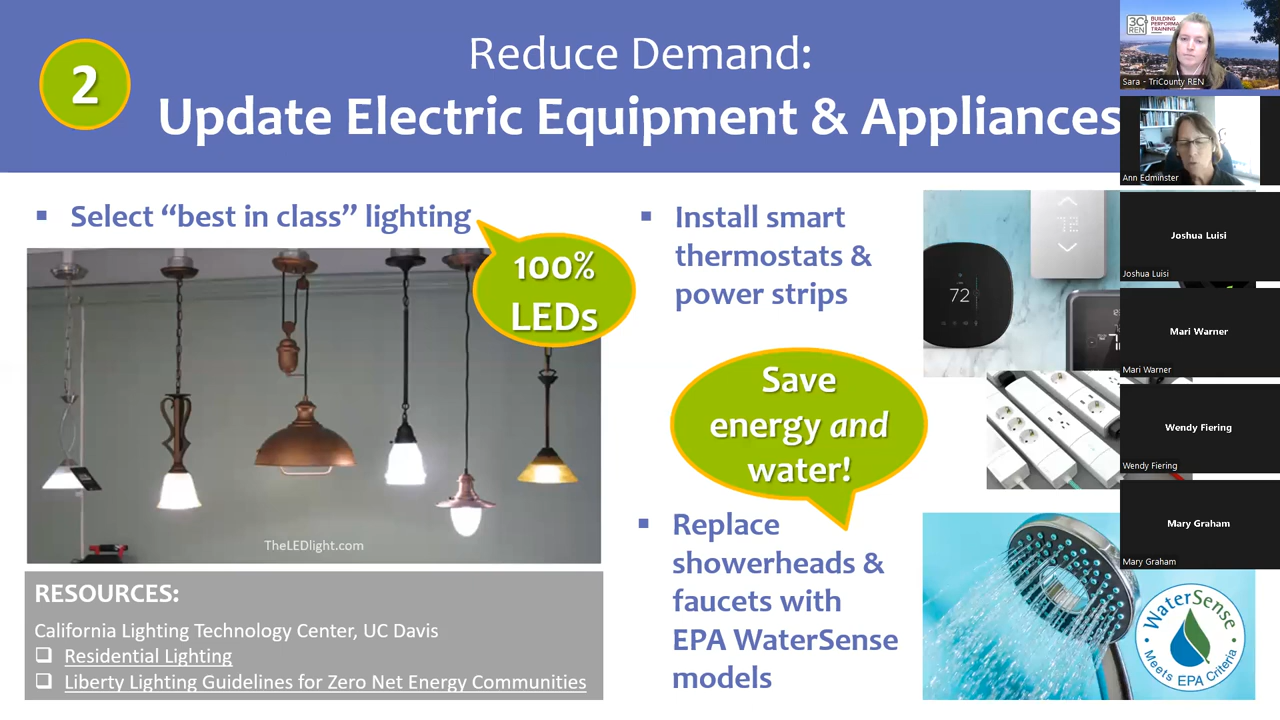 2
Reduce Demand:
Update Electric Equipment & Appliances
▪ Select “best in class” lighting
100%
LEDs
TheLEDlight.com
RESOURCES:
California Lighting Technology Center, UC Davis
❑ Residential Lighting
❑ Liberty Lighting Guidelines for Zero Net Energy Communities
▪ Install smart
thermostats &
power strips
72
72
Save
energy and
water!
▪ Replace
showerheads &
faucets with
EPA WaterSense
models
WaterSense
Meets EPA Criteria
3C
REN
BUILDING
TRAINING
Sara - TriCounty REN
Ann Edminster
Joshua Luisi
Joshua Luisi
Mari Warner
Mari Warner
Wendy Fiering
Wendy Fiering
Mary Graham
Mary Graham